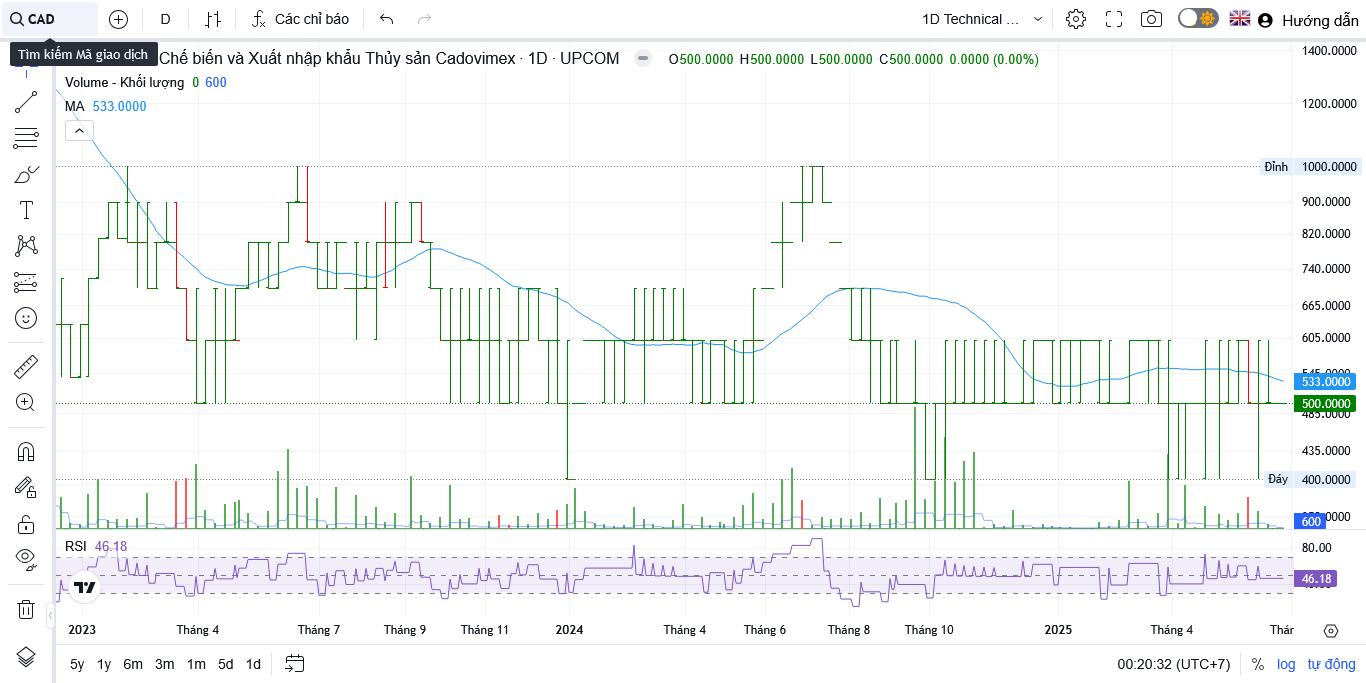 CAD D Các chỉ báo 1D Technical ... Hướng dẫn
Tìm kiếm Mã giao dịch
Chế biến và Xuất nhập khẩu Thủy sản Cadovimex · 1D · UPCOM O500.0000 H500.0000 L500.0000 C500.0000 0.0000 (0.00%)
Volume - Khối lượng 0 600
MA 533.0000
1400.0000
1200.0000
Đỉnh 1000.0000
900.0000
820.0000
740.0000
665.0000
605.0000
533.0000
500.0000
485.0000
435.0000
Đáy 400.0000
600
RSI 46.18
80.00
46.18
2023 Tháng 4 Tháng 7 Tháng 9 Tháng 11 2024 Tháng 4 Tháng 6 Tháng 8 Tháng 10 2025 Tháng 4 Thár
5y 1y 6m 3m 1m 5d 1d 00:20:32 (UTC+7) % log tự động